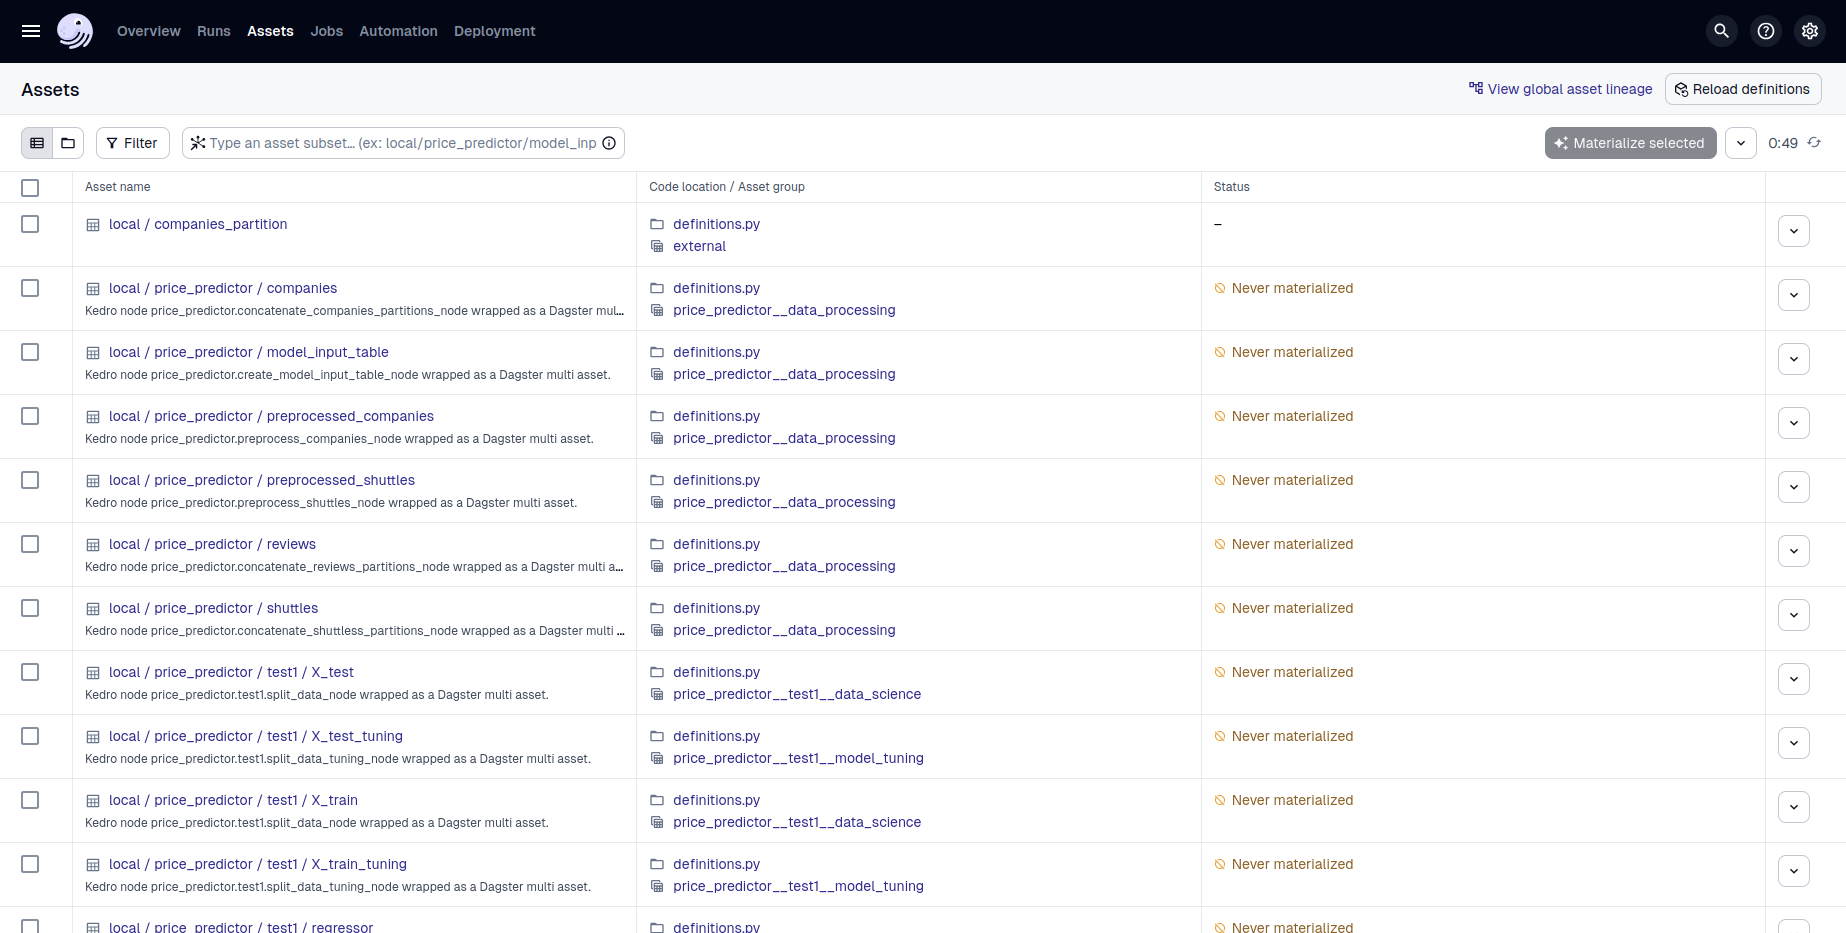 Overview Runs Assets Jobs Automation Deployment
Assets
View global asset lineage Reload definitions
Filter Type an asset subset… (ex: local/price_predictor/model_inp Materialize selected 0:49
Asset name Code location / Asset group Status
local / companies_partition definitions.py –
external
local / price_predictor / companies definitions.py Never materialized
Kedro node price_predictor.concatenate_companies_partitions_node wrapped as a Dagster mul… price_predictor__data_processing
local / price_predictor / model_input_table definitions.py Never materialized
Kedro node price_predictor.create_model_input_table_node wrapped as a Dagster multi asset. price_predictor__data_processing
local / price_predictor / preprocessed_companies definitions.py Never materialized
Kedro node price_predictor.preprocess_companies_node wrapped as a Dagster multi asset. price_predictor__data_processing
local / price_predictor / preprocessed_shuttles definitions.py Never materialized
Kedro node price_predictor.preprocess_shuttles_node wrapped as a Dagster multi asset. price_predictor__data_processing
local / price_predictor / reviews definitions.py Never materialized
Kedro node price_predictor.concatenate_reviews_partitions_node wrapped as a Dagster multi a… price_predictor__data_processing
local / price_predictor / shuttles definitions.py Never materialized
Kedro node price_predictor.concatenate_shuttless_partitions_node wrapped as a Dagster multi … price_predictor__data_processing
local / price_predictor / test1 / X_test definitions.py Never materialized
Kedro node price_predictor.test1.split_data_node wrapped as a Dagster multi asset. price_predictor__test1__data_science
local / price_predictor / test1 / X_test_tuning definitions.py Never materialized
Kedro node price_predictor.test1.split_data_tuning_node wrapped as a Dagster multi asset. price_predictor__test1__model_tuning
local / price_predictor / test1 / X_train definitions.py Never materialized
Kedro node price_predictor.test1.split_data_node wrapped as a Dagster multi asset. price_predictor__test1__data_science
local / price_predictor / test1 / X_train_tuning definitions.py Never materialized
Kedro node price_predictor.test1.split_data_tuning_node wrapped as a Dagster multi asset. price_predictor__test1__model_tuning
local / price_predictor / test1 / regressor definitions.py Never materialized